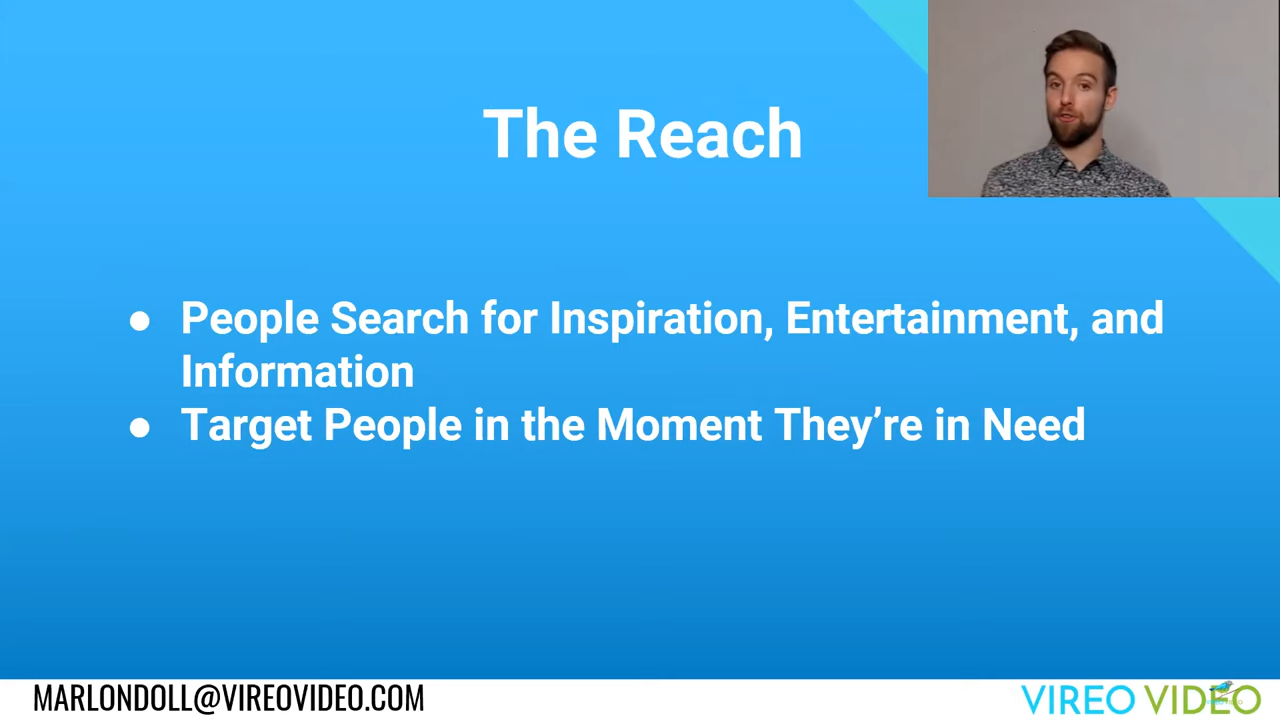 The Reach
● People Search for Inspiration, Entertainment, and
Information
● Target People in the Moment They’re in Need
MARLONDOLL@VIREOVIDEO.COM
VIREO VIDEO